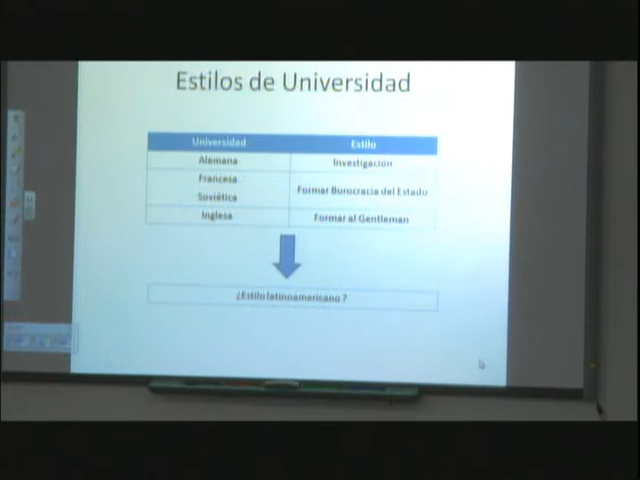 Estilos de Universidad
Universidad Estilo
Alemana Investigación
Francesa
Formar Burocracia del Estado
Soviética
Inglesa Formar al Gentleman
¿Estilo latinoamericano ?